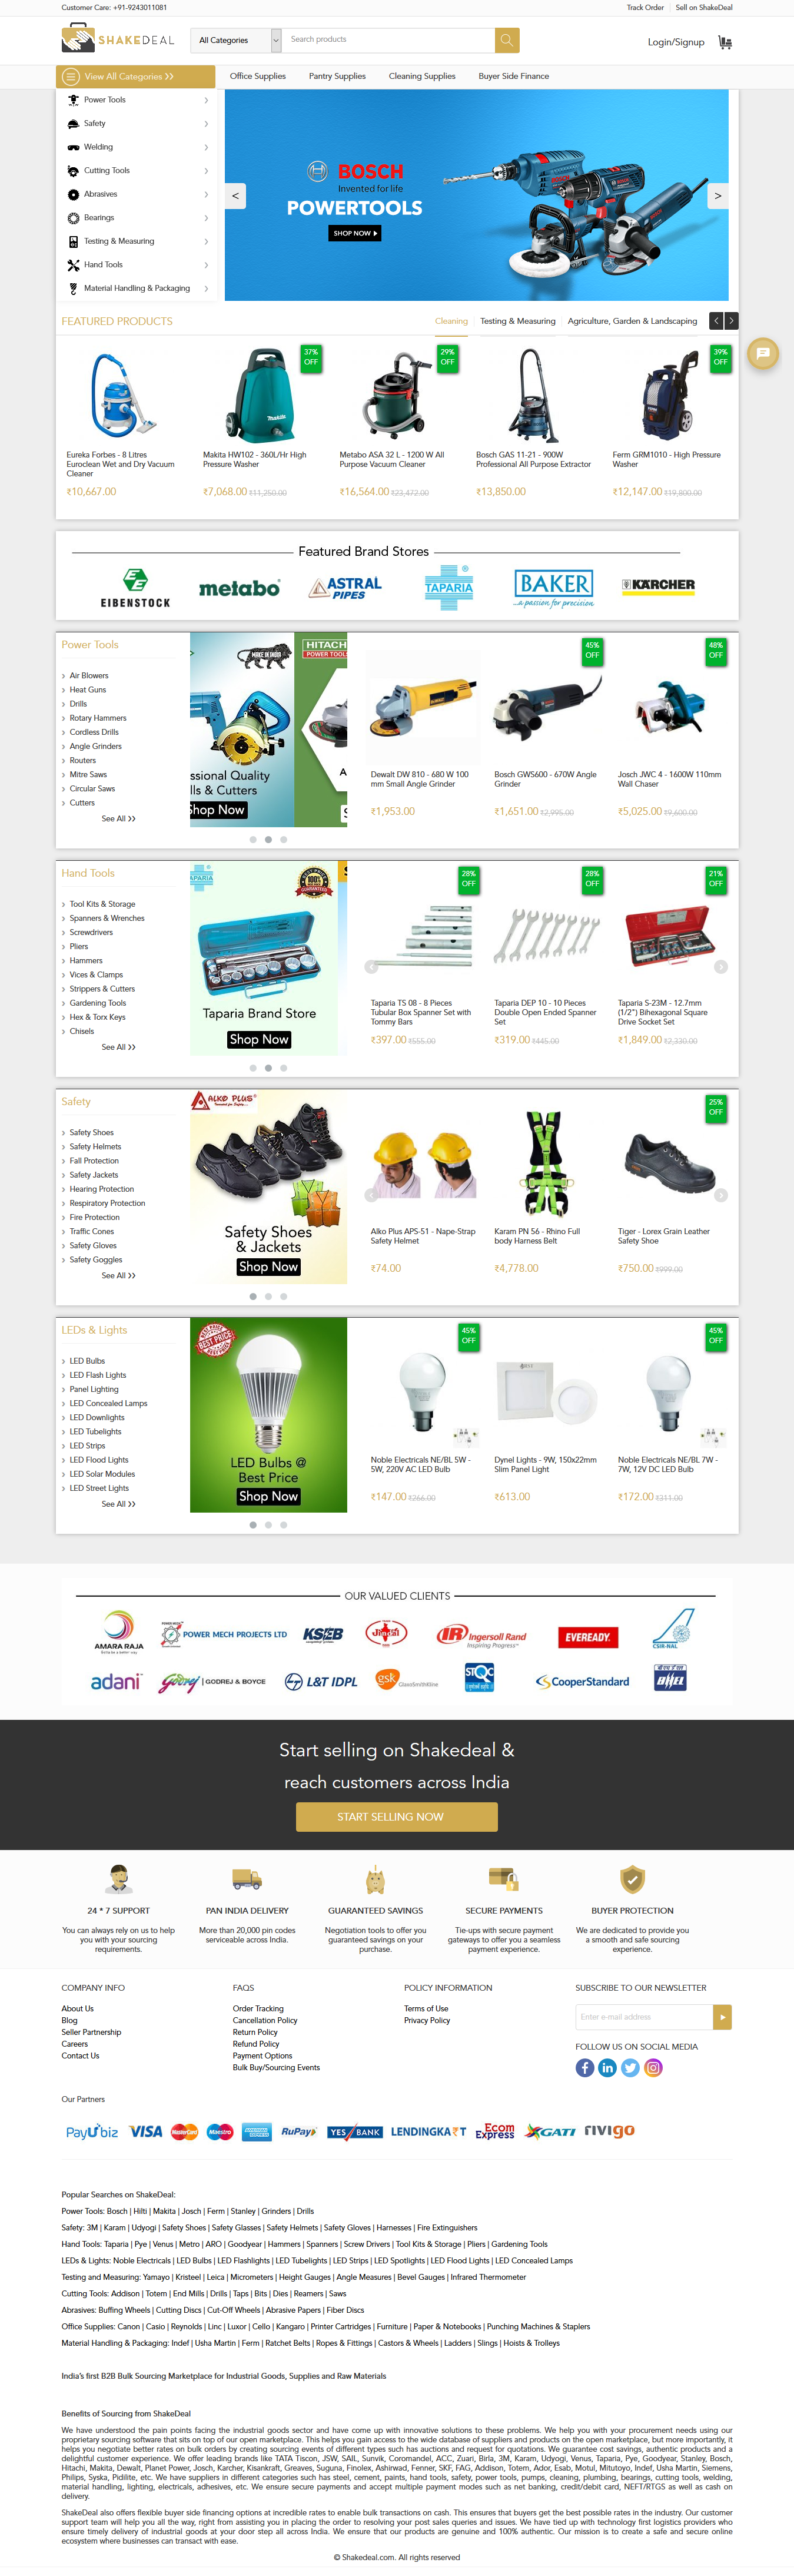 Customer Care: +91-9243011081
Track Order
Sell on ShakeDeal
SHAKEDEAL
All Categories
Search products
Login/Signup
View All Categories
Office Supplies
Pantry Supplies
Cleaning Supplies
Buyer Side Finance
Power Tools
Safety
Welding
Cutting Tools
Abrasives
Bearings
Testing & Measuring
Hand Tools
Material Handling & Packaging
BOSCH
Invented for life
POWERTOOLS
SHOP NOW
FEATURED PRODUCTS
Cleaning
Testing & Measuring
Agriculture, Garden & Landscaping
37% OFF
29% OFF
39% OFF
Eureka Forbes - 8 Litres Euroclean Wet and Dry Vacuum Cleaner
₹10,667.00
Makita HW102 - 360L/Hr High Pressure Washer
₹7,068.00 ₹11,250.00
Metabo ASA 32 L - 1200 W All Purpose Vacuum Cleaner
₹16,564.00 ₹23,472.00
Bosch GAS 11-21 - 900W Professional All Purpose Extractor
₹13,850.00
Ferm GRM1010 - High Pressure Washer
₹12,147.00 ₹19,800.00
Featured Brand Stores
EIBENSTOCK
metabo
ASTRAL PIPES
TAPARIA
BAKER
...a passion for precision
KÄRCHER
Power Tools
Air Blowers
Heat Guns
Drills
Rotary Hammers
Cordless Drills
Angle Grinders
Routers
Mitre Saws
Circular Saws
Cutters
See All
MAKE IN INDIA
HITACH
POWER TOOL
ssional Quality
lls & Cutters
hop Now
45% OFF
48% OFF
Dewalt DW 810 - 680 W 100 mm Small Angle Grinder
₹1,953.00
Bosch GWS600 - 670W Angle Grinder
₹1,651.00 ₹2,995.00
Josch JWC 4 - 1600W 110mm Wall Chaser
₹5,025.00 ₹9,600.00
Hand Tools
Tool Kits & Storage
Spanners & Wrenches
Screwdrivers
Pliers
Hammers
Vices & Clamps
Strippers & Cutters
Gardening Tools
Hex & Torx Keys
Chisels
See All
APARIA
100%
Taparia Brand Store
Shop Now
28% OFF
28% OFF
21% OFF
Taparia TS 08 - 8 Pieces Tubular Box Spanner Set with Tommy Bars
₹397.00 ₹555.00
Taparia DEP 10 - 10 Pieces Double Open Ended Spanner Set
₹319.00 ₹445.00
Taparia S-23M - 12.7mm (1/2") Bihexagonal Square Drive Socket Set
₹1,849.00 ₹2,330.00
Safety
Safety Shoes
Safety Helmets
Fall Protection
Safety Jackets
Hearing Protection
Respiratory Protection
Fire Protection
Traffic Cones
Safety Gloves
Safety Goggles
See All
ALKO PLUS
Safety Shoes
& Jackets
Shop Now
25% OFF
Alko Plus APS-51 - Nape-Strap Safety Helmet
₹74.00
Karam PN 56 - Rhino Full body Harness Belt
₹4,778.00
Tiger - Lorex Grain Leather Safety Shoe
₹750.00 ₹999.00
LEDs & Lights
LED Bulbs
LED Flash Lights
Panel Lighting
LED Concealed Lamps
LED Downlights
LED Tubelights
LED Strips
LED Flood Lights
LED Solar Modules
LED Street Lights
See All
BEST PRICE
LED Bulbs @
Best Price
Shop Now
45% OFF
45% OFF
Noble Electricals NE/BL 5W - 5W, 220V AC LED Bulb
₹147.00 ₹266.00
Dynel Lights - 9W, 150x22mm Slim Panel Light
₹613.00
Noble Electricals NE/BL 7W - 7W, 12V DC LED Bulb
₹172.00 ₹311.00
OUR VALUED CLIENTS
AMARA RAJA
POWER MECH PROJECTS LTD
KSEB
Jindal
IR Ingersoll Rand
Inspiring Progress
EVEREADY
CSIR-NAL
adani
Godrej | GODREJ & BOYCE
L&T IDPL
gsk GlaxoSmithKline
STQC
CooperStandard
BHEL
Start selling on Shakedeal &
reach customers across India
START SELLING NOW
24 * 7 SUPPORT
You can always rely on us to help you with your sourcing requirements.
PAN INDIA DELIVERY
More than 20,000 pin codes serviceable across India.
GUARANTEED SAVINGS
Negotiation tools to offer you guaranteed savings on your purchase.
SECURE PAYMENTS
Tie-ups with secure payment gateways to offer you a seamless payment experience.
BUYER PROTECTION
We are dedicated to provide you a smooth and safe sourcing experience.
COMPANY INFO
About Us
Blog
Seller Partnership
Careers
Contact Us
FAQS
Order Tracking
Cancellation Policy
Return Policy
Refund Policy
Payment Options
Bulk Buy/Sourcing Events
POLICY INFORMATION
Terms of Use
Privacy Policy
SUBSCRIBE TO OUR NEWSLETTER
Enter e-mail address
FOLLOW US ON SOCIAL MEDIA
Our Partners
PayUbiz
VISA
MasterCard
Maestro
AMERICAN EXPRESS
RuPay
YES BANK
LENDINGKART
Ecom Express
GATI
rivigo
Popular Searches on ShakeDeal:
Power Tools: Bosch | Hilti | Makita | Josch | Ferm | Stanley | Grinders | Drills
Safety: 3M | Karam | Udyogi | Safety Shoes | Safety Glasses | Safety Helmets | Safety Gloves | Harnesses | Fire Extinguishers
Hand Tools: Taparia | Pye | Venus | Metro | ARO | Goodyear | Hammers | Spanners | Screw Drivers | Tool Kits & Storage | Pliers | Gardening Tools
LEDs & Lights: Noble Electricals | LED Bulbs | LED Flashlights | LED Tubelights | LED Strips | LED Spotlights | LED Flood Lights | LED Concealed Lamps
Testing and Measuring: Yamayo | Kristeel | Leica | Micrometers | Height Gauges | Angle Measures | Bevel Gauges | Infrared Thermometer
Cutting Tools: Addison | Totem | End Mills | Drills | Taps | Bits | Dies | Reamers | Saws
Abrasives: Buffing Wheels | Cutting Discs | Cut-Off Wheels | Abrasive Papers | Fiber Discs
Office Supplies: Canon | Casio | Reynolds | Linc | Luxor | Cello | Kangaro | Printer Cartridges | Furniture | Paper & Notebooks | Punching Machines & Staplers
Material Handling & Packaging: Indef | Usha Martin | Ferm | Ratchet Belts | Ropes & Fittings | Castors & Wheels | Ladders | Slings | Hoists & Trolleys
India's first B2B Bulk Sourcing Marketplace for Industrial Goods, Supplies and Raw Materials
Benefits of Sourcing from ShakeDeal
We have understood the pain points facing the industrial goods sector and have come up with innovative solutions to these problems. We help you with your procurement needs using our
proprietary sourcing software that sits on top of our open marketplace. This helps you gain access to the wide database of suppliers and products on the open marketplace, but more importantly, it
helps you negotiate better rates on bulk orders by creating sourcing events of different types such has auctions and request for quotations. We guarantee cost savings, authentic products and a
delightful customer experience. We offer leading brands like TATA Tiscon, JSW, SAIL, Sunvik, Coromandel, ACC, Zuari, Birla, 3M, Karam, Udyogi, Venus, Taparia, Pye, Goodyear, Stanley, Bosch,
Hitachi, Makita, Dewalt, Planet Power, Josch, Karcher, Kisankraft, Greaves, Suguna, Finolex, Ashirwad, Fenner, SKF, FAG, Addison, Totem, Ador, Esab, Motul, Mitutoyo, Indef, Usha Martin, Siemens,
Philips, Syska, Pidilite, etc. We have suppliers in different categories such has steel, cement, paints, hand tools, safety, power tools, pumps, cleaning, plumbing, bearings, cutting tools, welding,
material handling, lighting, electricals, adhesives, etc. We ensure secure payments and accept multiple payment modes such as net banking, credit/debit card, NEFT/RTGS as well as cash on
delivery.
ShakeDeal also offers flexible buyer side financing options at incredible rates to enable bulk transactions on cash. This ensures that buyers get the best possible rates in the industry. Our customer
support team will help you all the way, right from assisting you in placing the order to resolving your post sales queries and issues. We have tied up with technology first logistics providers who
ensure timely delivery of industrial goods at your door step all across India. We ensure that our products are genuine and 100% authentic. Our mission is to create a safe and secure online
ecosystem where businesses can transact with ease.
© Shakedeal.com. All rights reserved